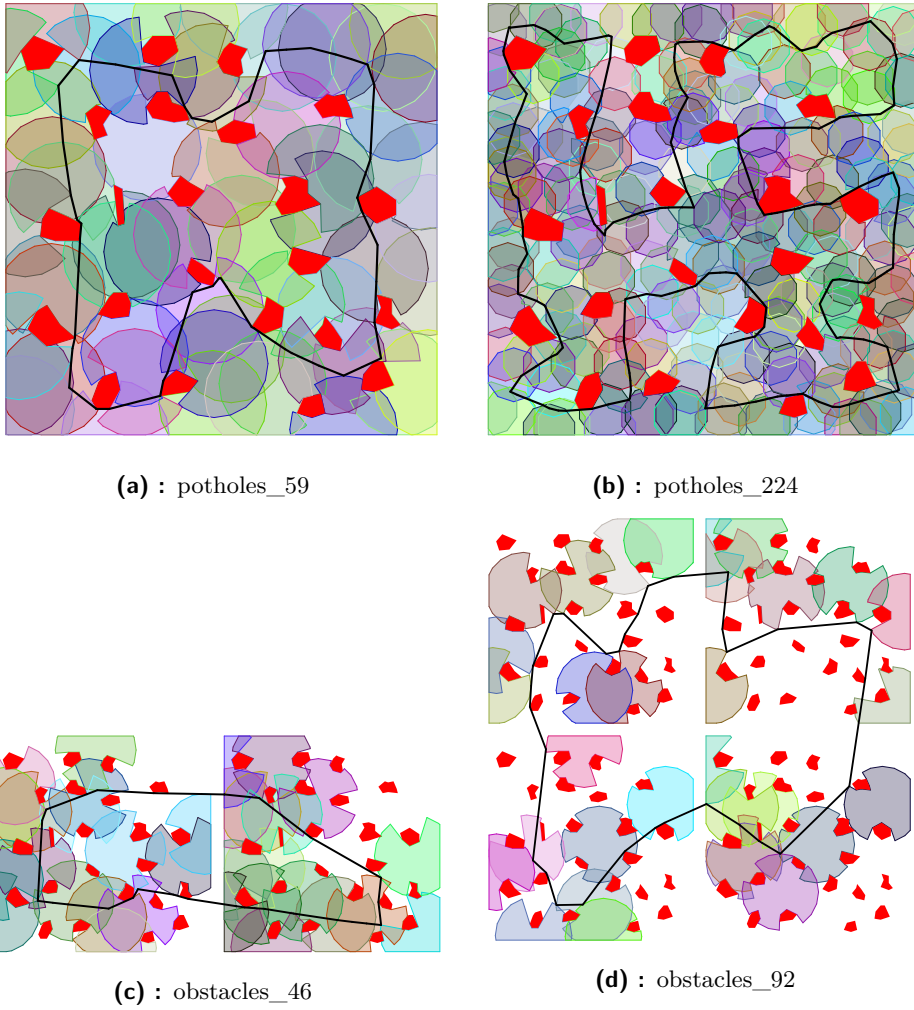 (a) : potholes_59
(b) : potholes_224
(c) : obstacles_46
(d) : obstacles_92